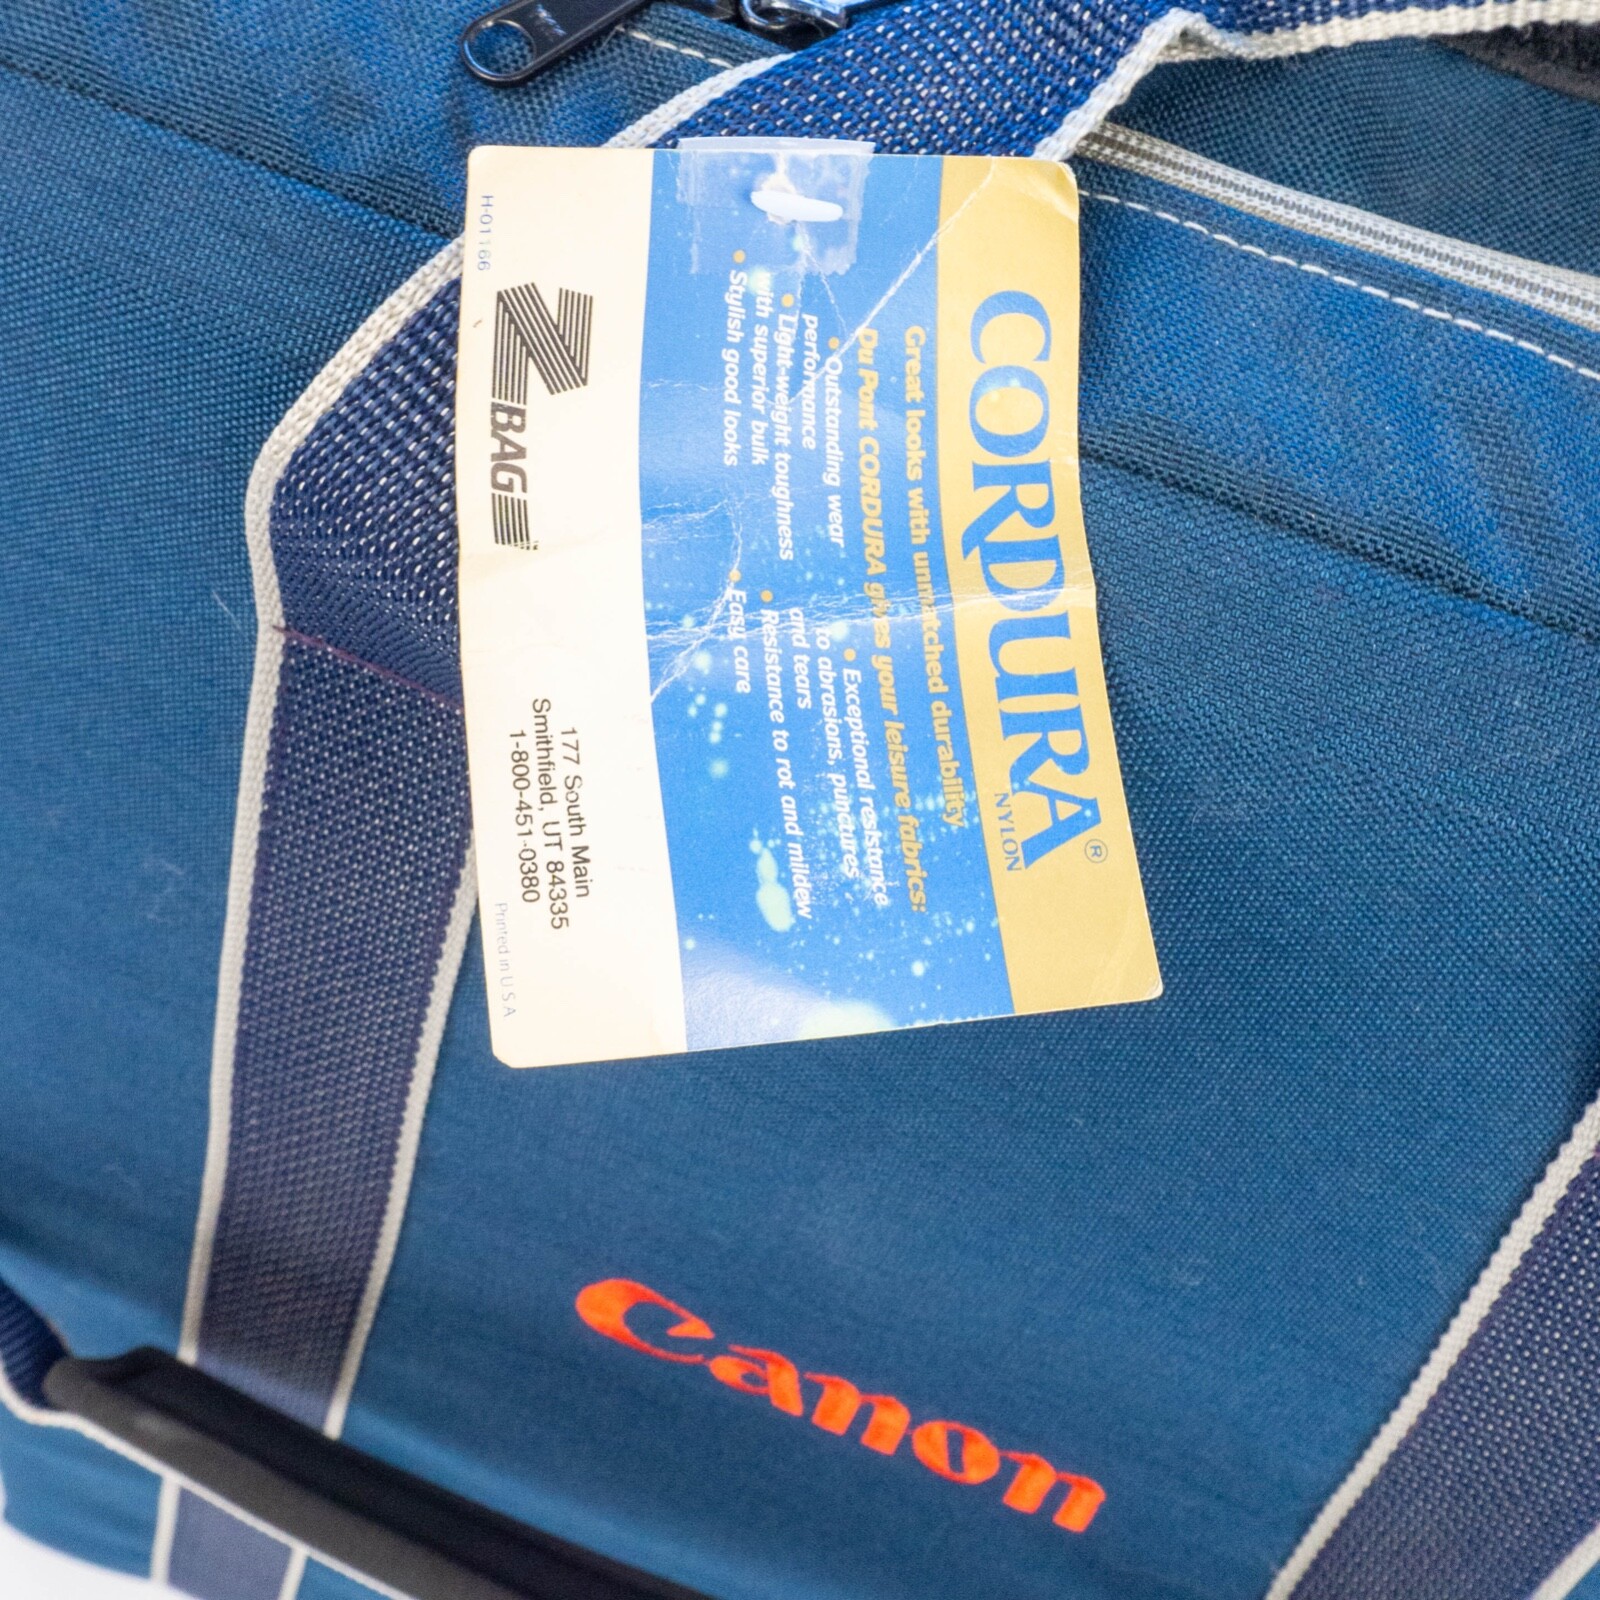 CORDURA®
NYLON
Great looks with unmatched durability
Du Pont CORDURA gives your leisure fabrics:
• Outstanding wear
performance
• Light-weight toughness
with superior bulk
• Stylish good looks
• Exceptional resistance
to abrasions, punctures
and tears
• Resistance to rot and mildew
• Easy care
H-01166
Z BAG™
177 South Main
Smithfield, UT 84335
1-800-451-0380
Printed in U.S.A
Canon